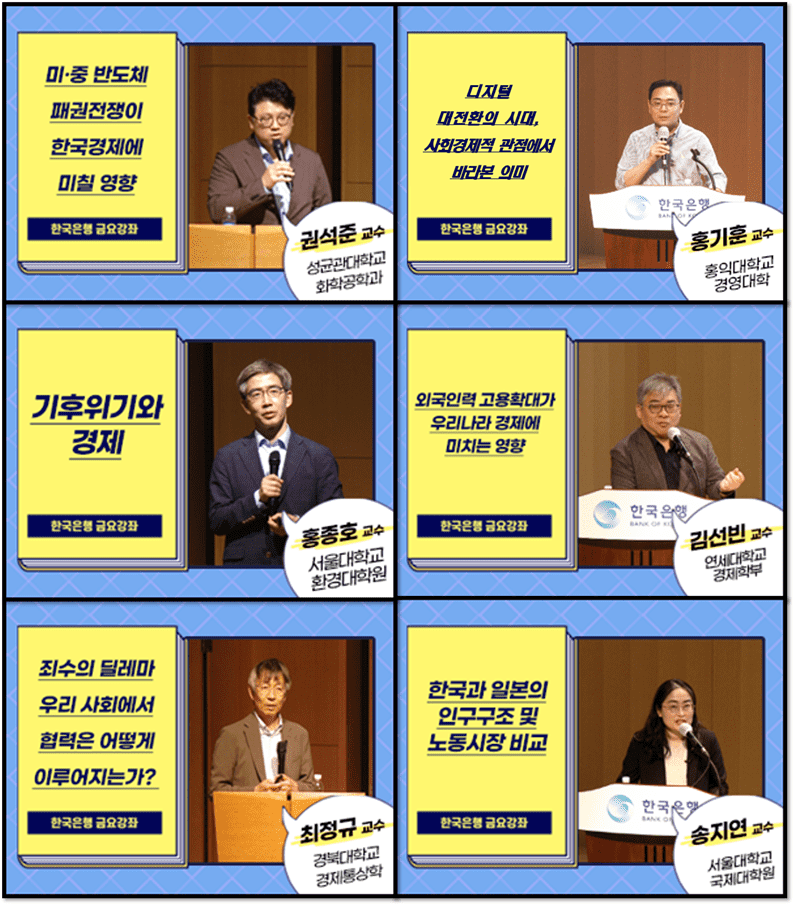 미·중 반도체
패권전쟁이
한국경제에
미칠 영향
한국은행 금요강좌
권석준 교수
성균관대학교
화학공학과
디지털
대전환의 시대,
사회경제적 관점에서
바라본 의미
한국은행 금요강좌
한국은행
BANK OF KO
홍기훈 교수
홍익대학교
경영대학
기후위기와
경제
한국은행 금요강좌
홍종호 교수
서울대학교
환경대학원
외국인력 고용확대가
우리나라 경제에
미치는 영향
한국은행 금요강좌
한국은행
BANK OF KO
김선빈 교수
연세대학교
경제학부
죄수의 딜레마
우리 사회에서
협력은 어떻게
이루어지는가?
한국은행 금요강좌
최정규 교수
경북대학교
경제통상학
한국과 일본의
인구구조 및
노동시장 비교
한국은행 금요강좌
한국은행
BANK OF KO
송지연 교수
서울대학교
국제대학원